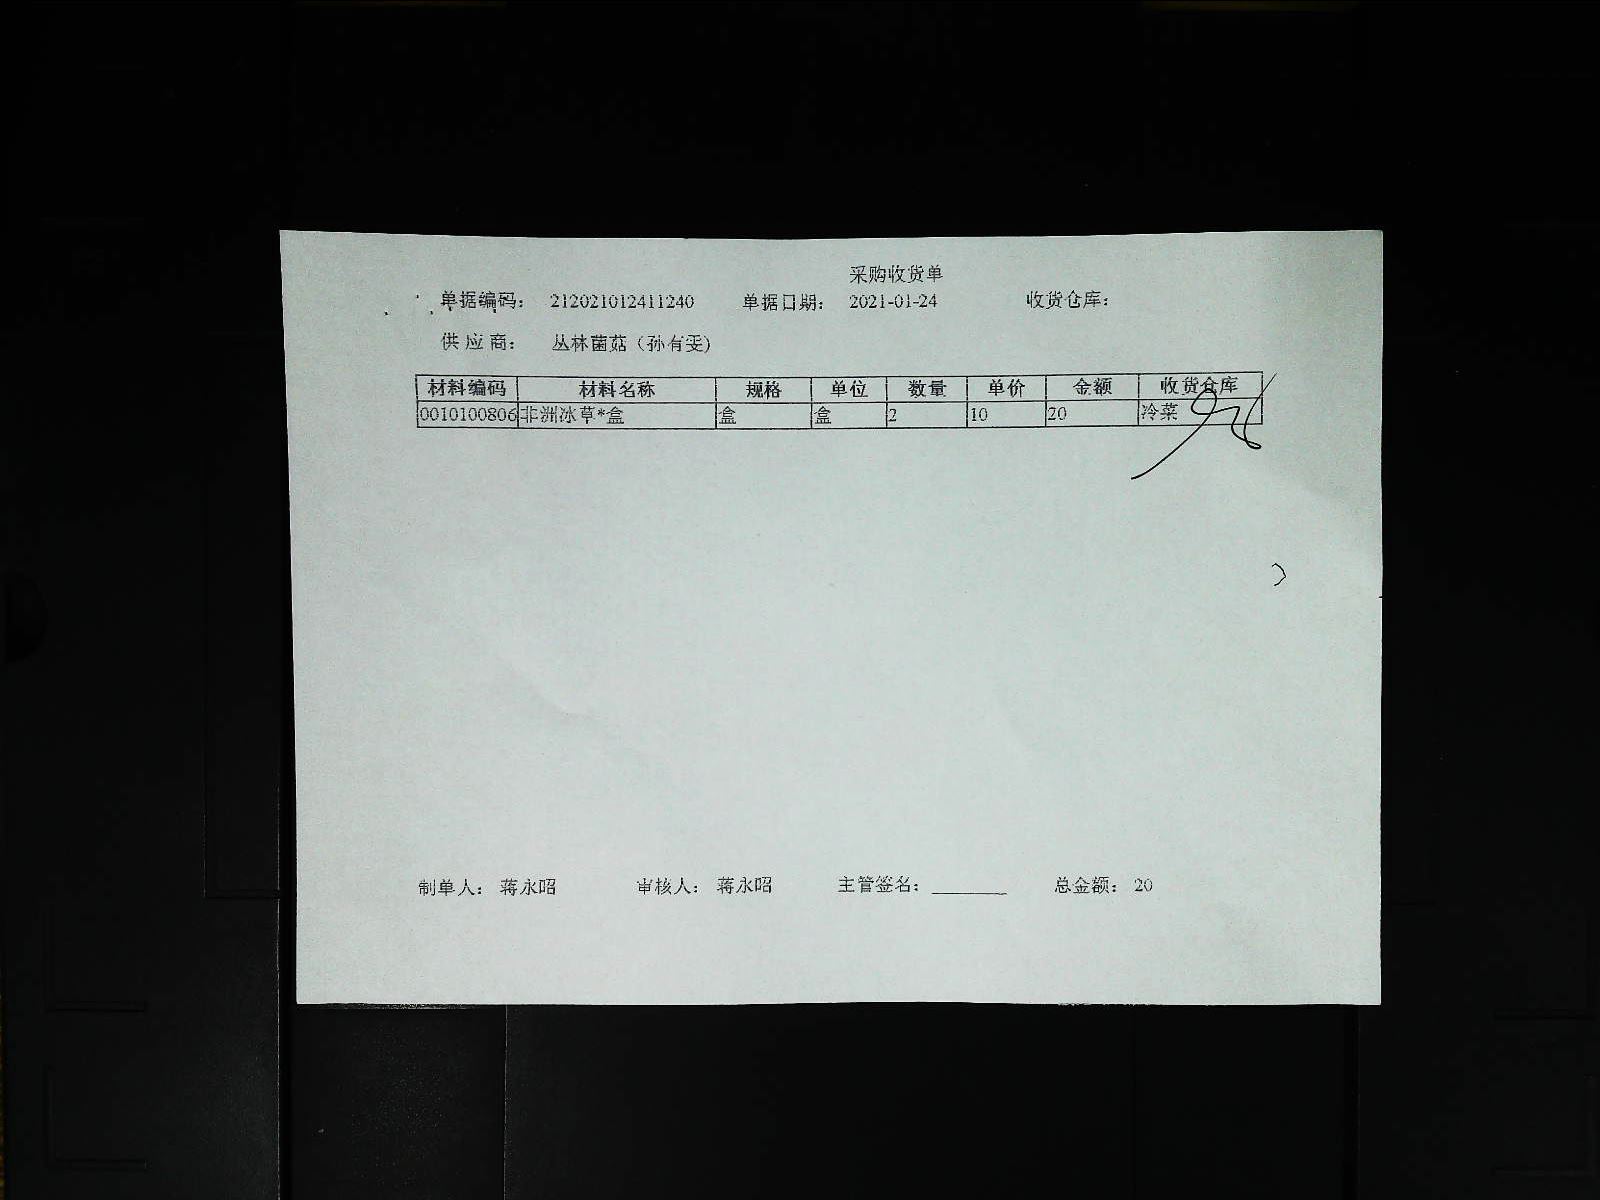 采购收货单
单据编码： 212021012411240 单据日期： 2021-01-24 收货仓库：
供 应 商： 丛林菌菇（孙有雯)
材料编码 材料名称 规格 单位 数量 单价 金额 收货仓库
0010100806 非洲冰草*盒 盒 盒 2 10 20 冷菜
制单人： 蒋永昭 审核人： 蒋永昭 主管签名： ________ 总金额： 20